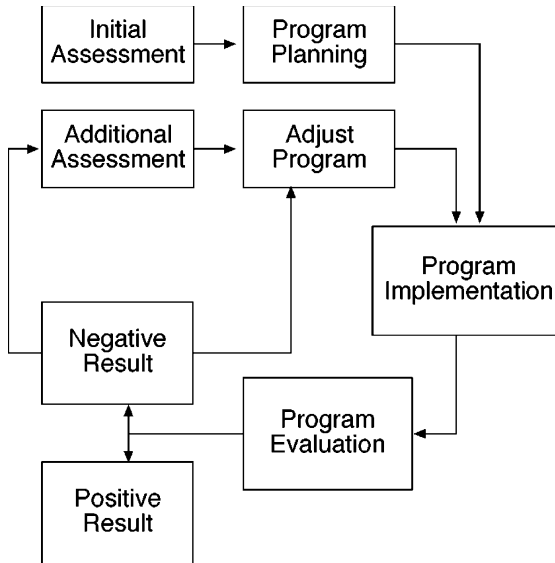 Initial
Assessment
Program
Planning
Additional
Assessment
Adjust
Program
Program
Implementation
Negative
Result
Program
Evaluation
Positive
Result